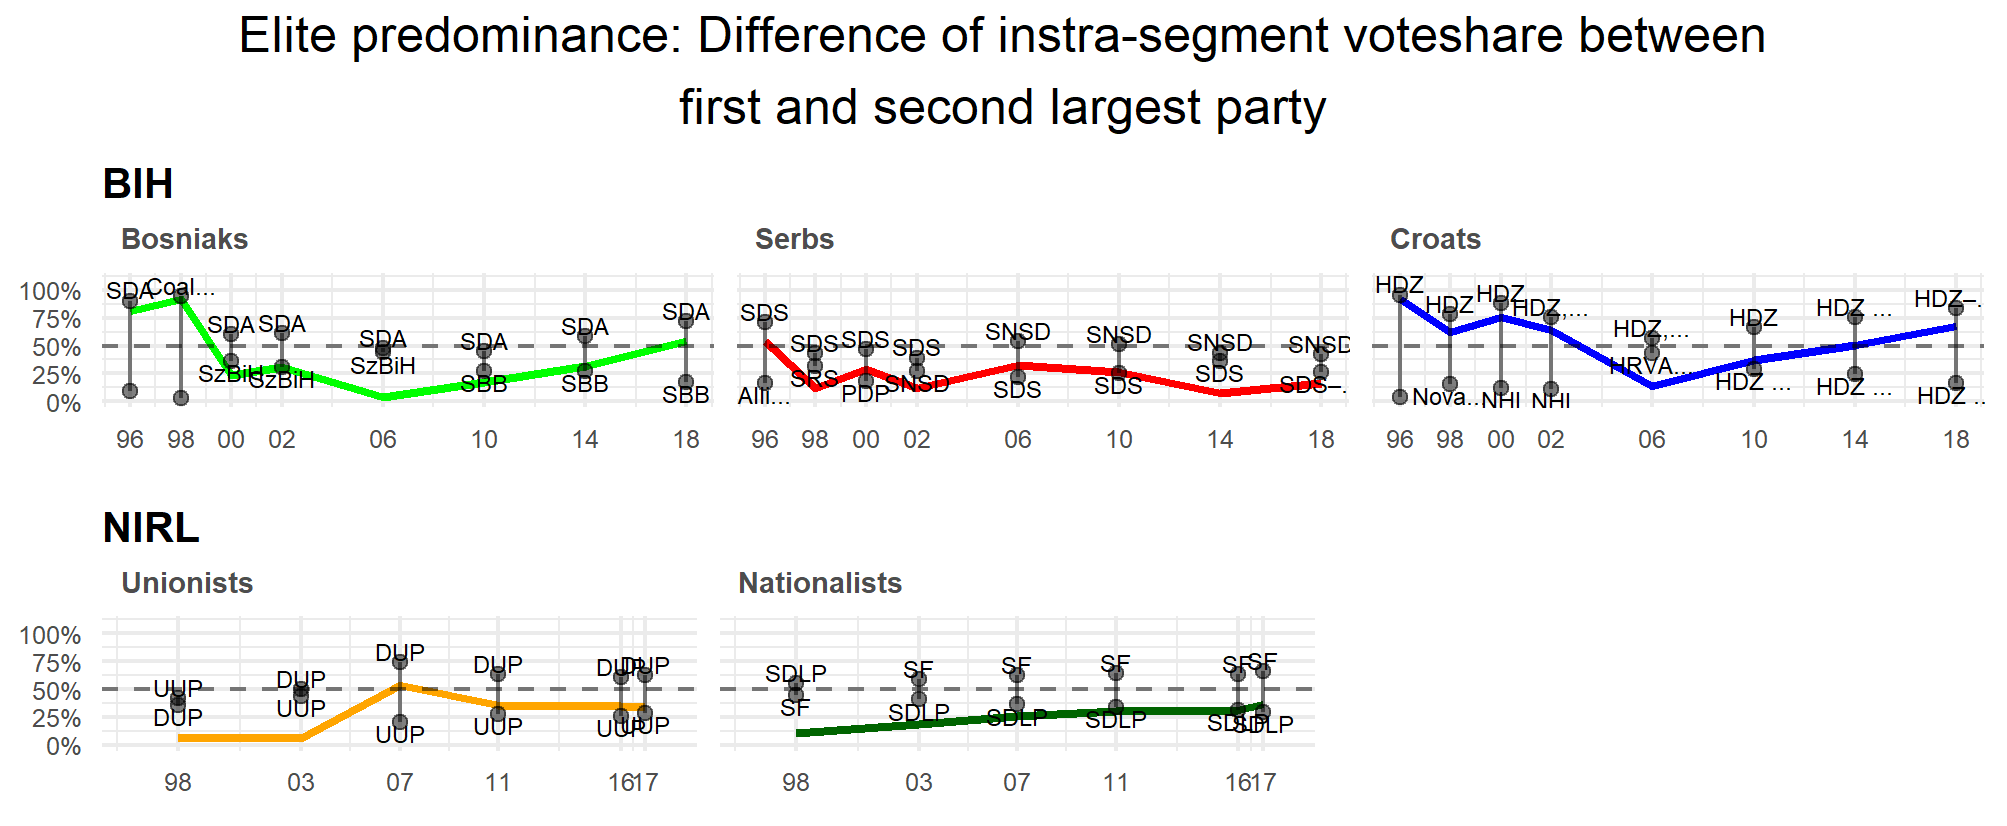 Elite predominance: Difference of instra-segment voteshare between
first and second largest party
BIH
Bosniaks
Serbs
Croats
100%
75%
50%
25%
0%
SDA
Coal…
SDA
SDA
SDA
SDA
SDA
SDA
SzBiH
SzBiH
SzBiH
SBB
SBB
SBB
96 98 00 02 06 10 14 18
SDS
SDS
SDS
SDS
SNSD
SNSD
SNSD
SNSD
Alli…
SRS
PDP
SNSD
SDS
SDS
SDS
SDS–.
96 98 00 02 06 10 14 18
HDZ
HDZ
HDZ
HDZ,…
HDZ,…
HDZ
HDZ …
HDZ–.
Nova…
NHI
NHI
HRVA…
HDZ …
HDZ …
HDZ ..
96 98 00 02 06 10 14 18
NIRL
Unionists
Nationalists
100%
75%
50%
25%
0%
UUP
DUP
DUP
DUP
DUP
DUP
DUP
UUP
UUP
UUP
UUP
UUP
98 03 07 11 16 17
SDLP
SF
SF
SF
SF
SF
SF
SDLP
SDLP
SDLP
SDLP
SDLP
98 03 07 11 16 17